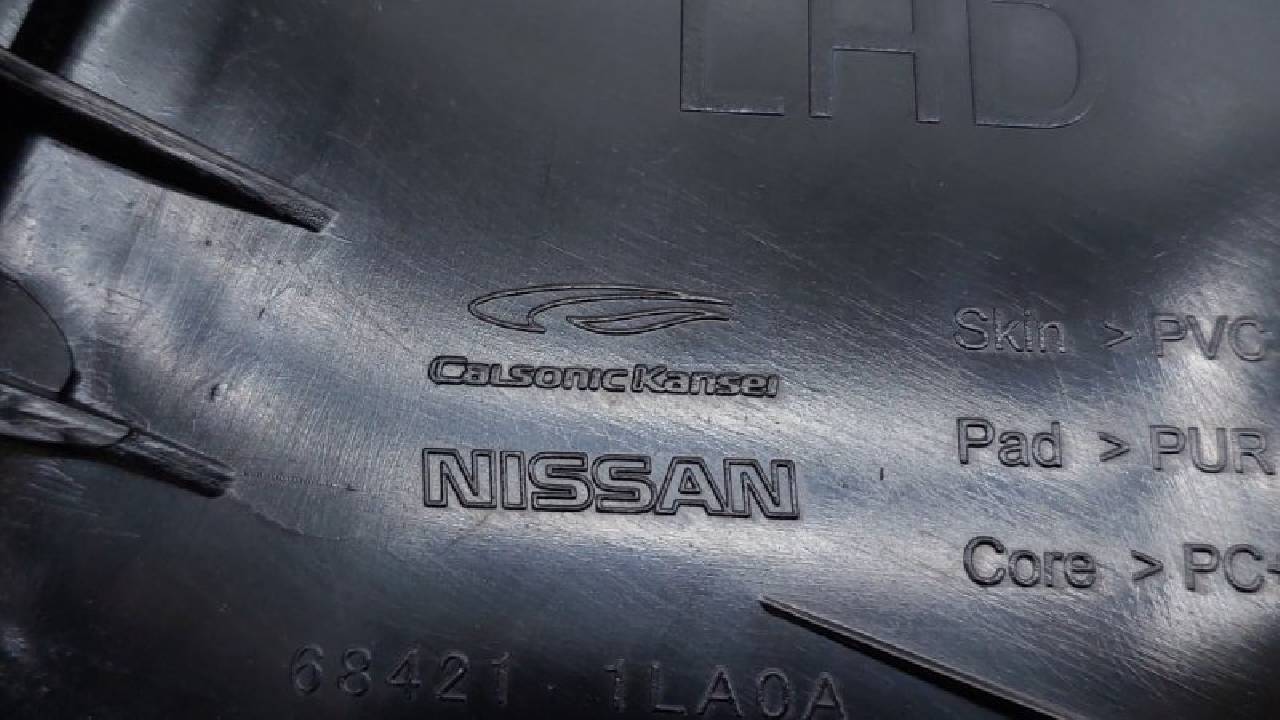 LHD
CalsonicKansei
Skin >PVC
NISSAN
Pad >PUR
Core >PC+
68421 1LA0A